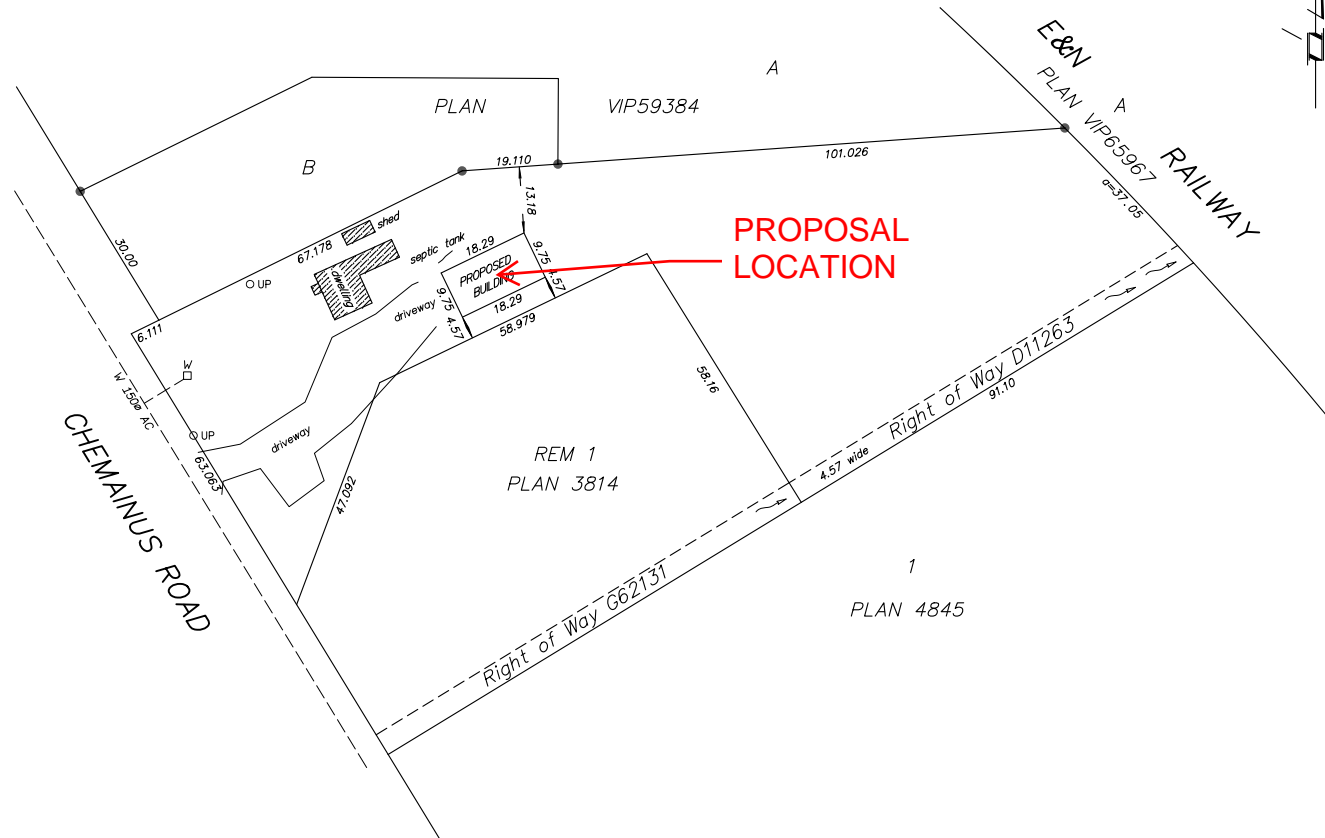 E&N
RAILWAY
PLAN VIP65967
A
A
PLAN
VIP59384
B
19.110
101.026
a=37.05
13.18
30.00
67.178
shed
septic tank
18.29
9.75
4.57
PROPOSAL
LOCATION
UP
dwelling
PROPOSED
BUILDING
9.75
4.57
18.29
58.979
driveway
6.111
W
W 150ø AC
UP
driveway
63.063
47.092
58.16
CHEMAINUS ROAD
REM 1
PLAN 3814
Right of Way D11263
91.10
4.57 wide
Right of Way G62131
1
PLAN 4845